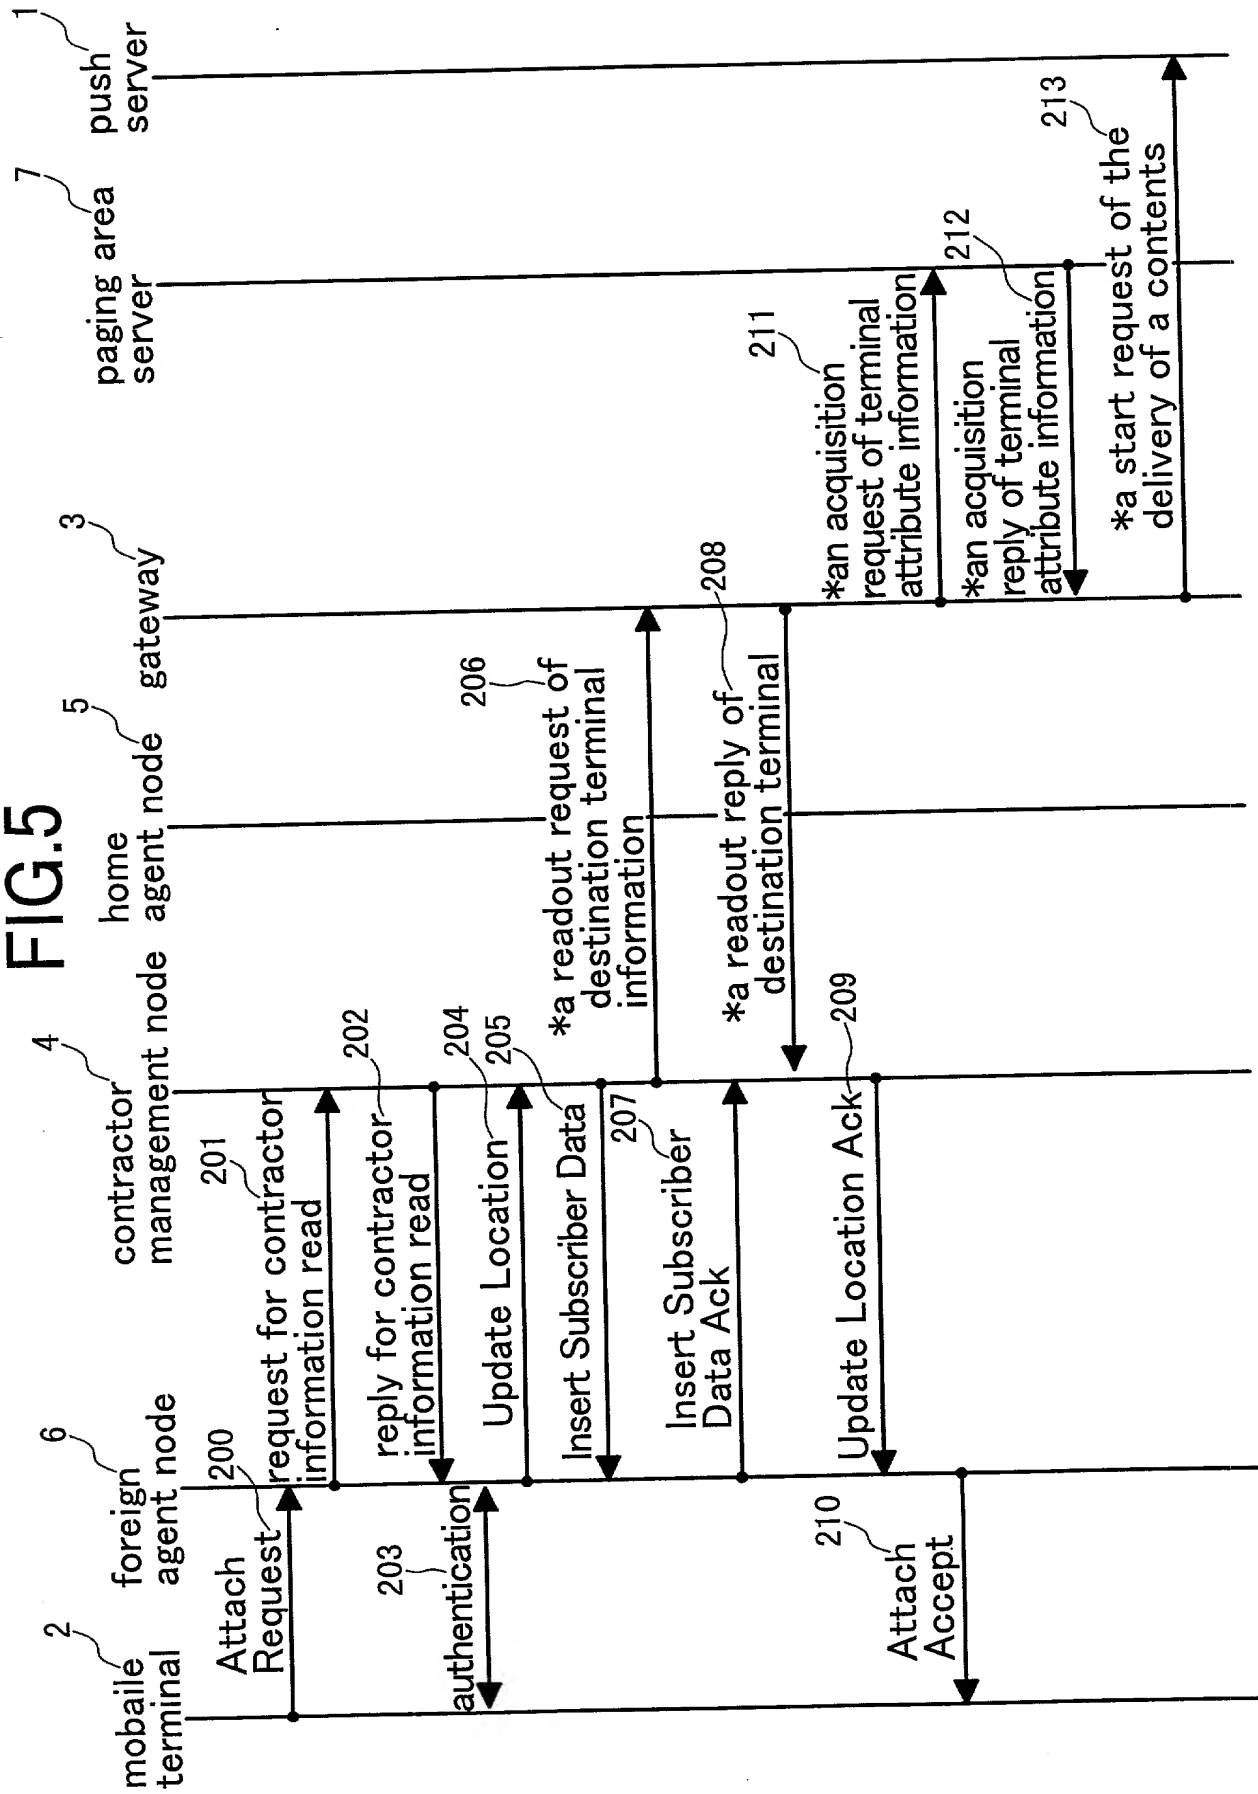 FIG.5
2
mobaile
terminal
6
foreign
agent node
4
contractor
management node
home
agent node
5
gateway
3
paging area
server
7
push
server
1
Attach
Request
200
201
request for contractor
information read
202
reply for contractor
information read
203
authentication
204
Update Location
205
Insert Subscriber Data
206
*a readout request of
destination terminal
information
207
Insert Subscriber
Data Ack
208
*a readout reply of
destination terminal
209
Update Location Ack
210
Attach
Accept
211
*an acquisition
request of terminal
attribute information
212
*an acquisition
reply of terminal
attribute information
213
*a start request of the
delivery of a contents